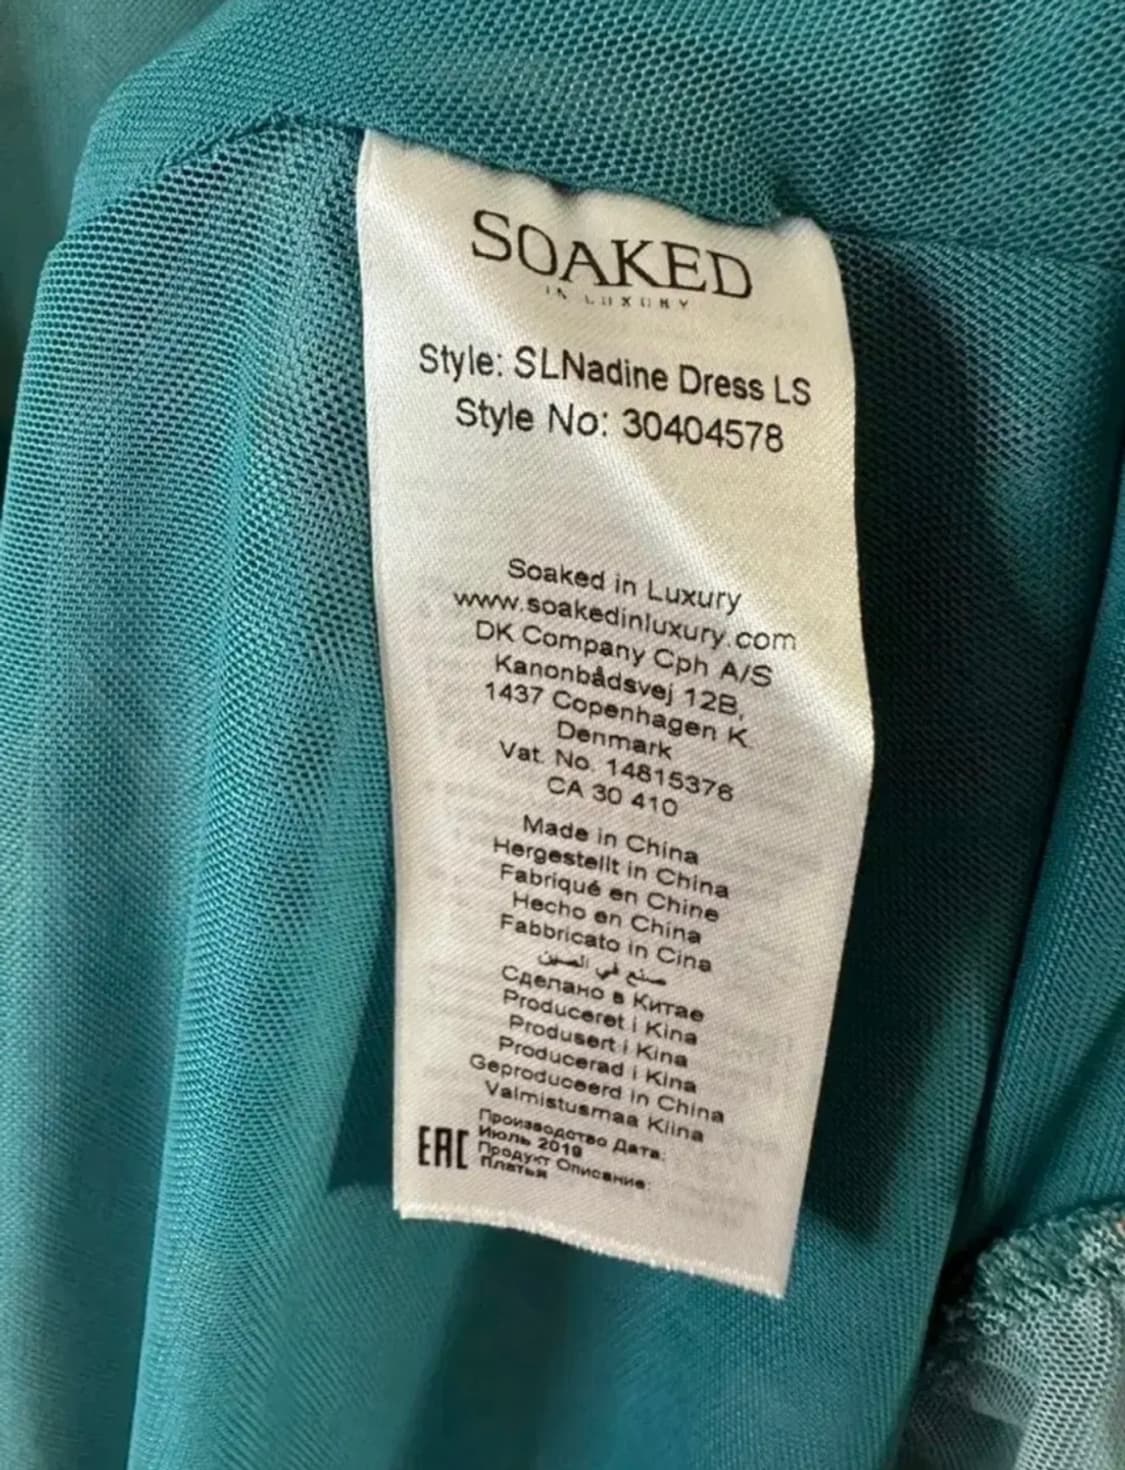 SOAKED
IN LUXURY
Style: SLNadine Dress LS
Style No: 30404578
Soaked in Luxury
www.soakedinluxury.com
DK Company Cph A/S
Kanonbådsvej 12B,
1437 Copenhagen K.
Denmark
Vat. No. 14815376
CA 30 410
Made in China
Hergestellt in China
Fabriqué en Chine
Hecho en China
Fabbricato in Cina
صنع في الصين
Сделано в Китае
Produceret i Kina
Produsert i Kina
Producerad i Kina
Geproduceerd in China
Valmistusmaa Kiina
EAC
Производство Дата:
Июль 2019
Продукт Описание:
Платья